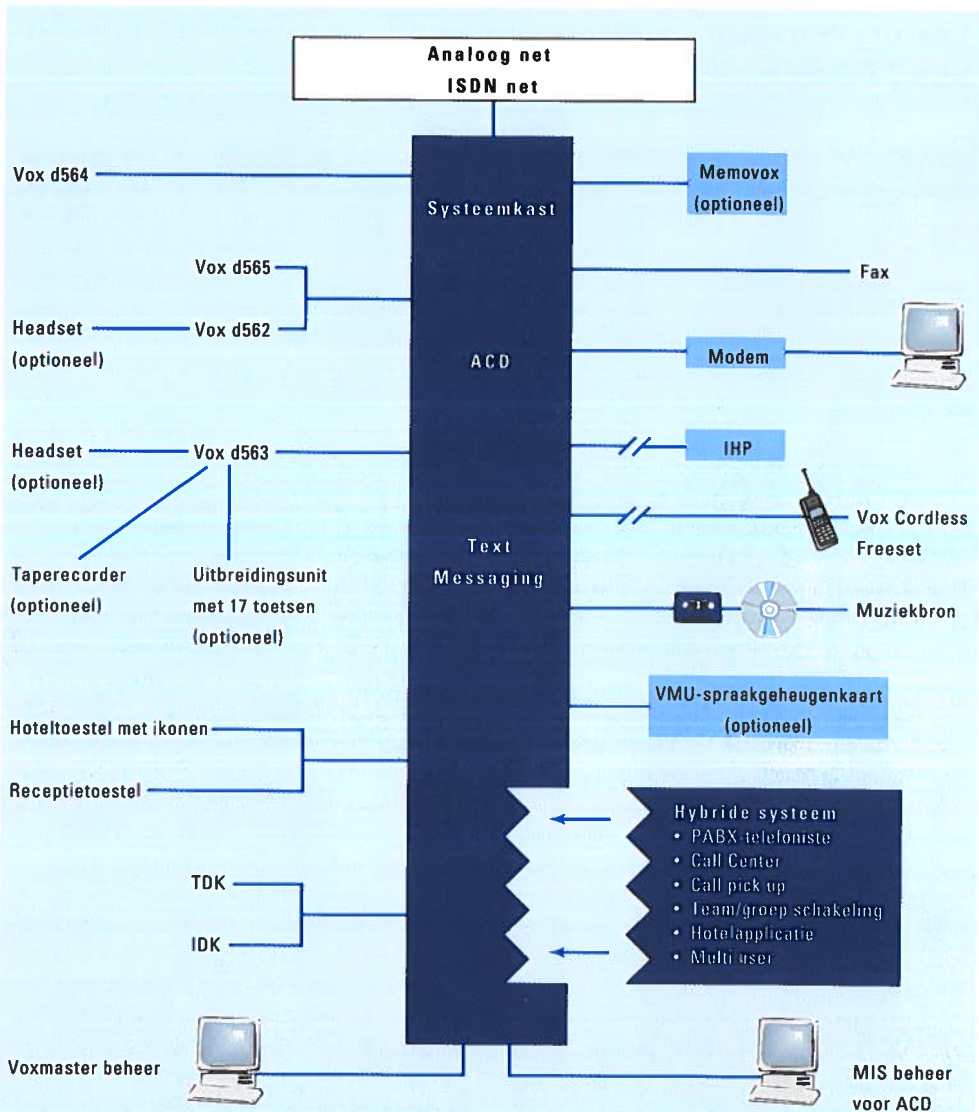 Analoog net
ISDN net
Vox d564
Systeemkast
Memovox
(optioneel)
Vox d565
Fax
Headset
(optioneel)
Vox d562
ACD
Modem
Headset
(optioneel)
Vox d563
IHP
Vox Cordless
Freeset
Text
Messaging
Taperecorder
(optioneel)
Uitbreidingsunit
met 17 toetsen
(optioneel)
Muziekbron
VMU-spraakgeheugenkaart
(optioneel)
Hoteltoestel met ikonen
Receptietoestel
Hybride systeem
• PABX-telefoniste
• Call Center
• Call pick up
• Team/groep schakeling
• Hotelapplicatie
• Multi user
TDK
IDK
Voxmaster beheer
MIS beheer
voor ACD